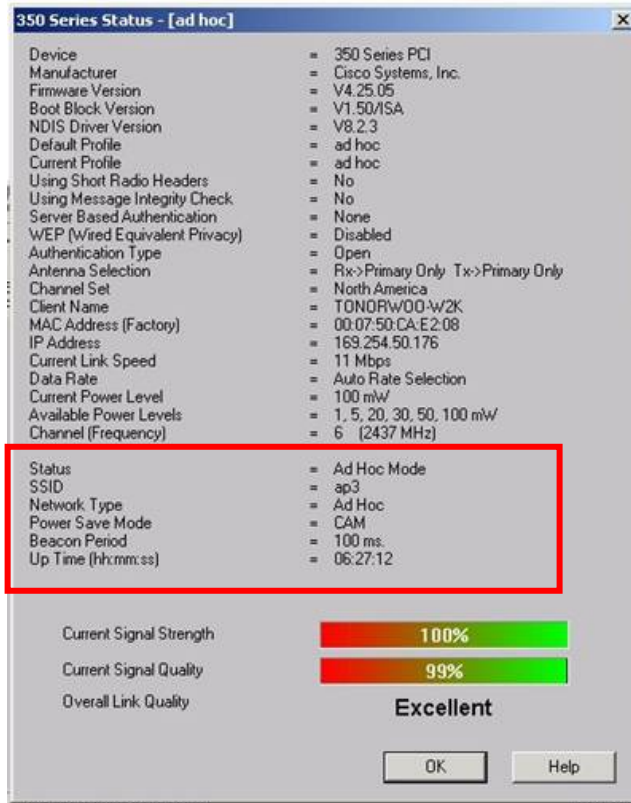 350 Series Status - [ad hoc]
Device = 350 Series PCI
Manufacturer = Cisco Systems, Inc.
Firmware Version = V4.25.05
Boot Block Version = V1.50/ISA
NDIS Driver Version = V8.2.3
Default Profile = ad hoc
Current Profile = ad hoc
Using Short Radio Headers = No
Using Message Integrity Check = No
Server Based Authentication = None
WEP (Wired Equivalent Privacy) = Disabled
Authentication Type = Open
Antenna Selection = Rx->Primary Only Tx->Primary Only
Channel Set = North America
Client Name = TONORWOO-W2K
MAC Address (Factory) = 00:07:50:CA:E2:08
IP Address = 169.254.50.176
Current Link Speed = 11 Mbps
Data Rate = Auto Rate Selection
Current Power Level = 100 mW
Available Power Levels = 1, 5, 20, 30, 50, 100 mW
Channel (Frequency) = 6 (2437 MHz)
Status = Ad Hoc Mode
SSID = ap3
Network Type = Ad Hoc
Power Save Mode = CAM
Beacon Period = 100 ms.
Up Time (hh:mm:ss) = 06:27:12
Current Signal Strength 100%
Current Signal Quality 99%
Overall Link Quality Excellent
OK Help